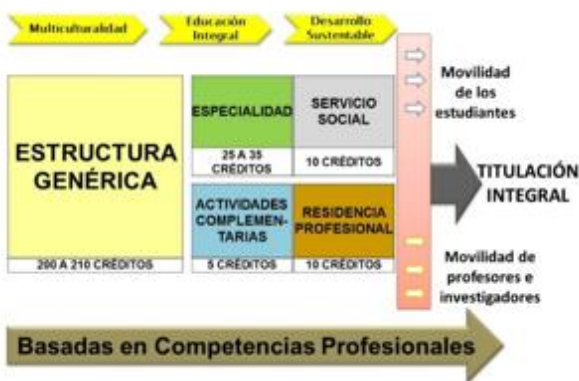 Multiculturalidad
Educación
Integral
Desarrollo
Sustentable
ESTRUCTURA
GENÉRICA
200 A 210 CRÉDITOS
ESPECIALIDAD
25 A 35
CRÉDITOS
SERVICIO
SOCIAL
10 CRÉDITOS
ACTIVIDADES
COMPLEMEN-
TARIAS
5 CRÉDITOS
RESIDENCIA
PROFESIONAL
10 CRÉDITOS
Movilidad
de los
estudiantes
TITULACIÓN
INTEGRAL
Movilidad de
profesores e
investigadores
Basadas en Competencias Profesionales